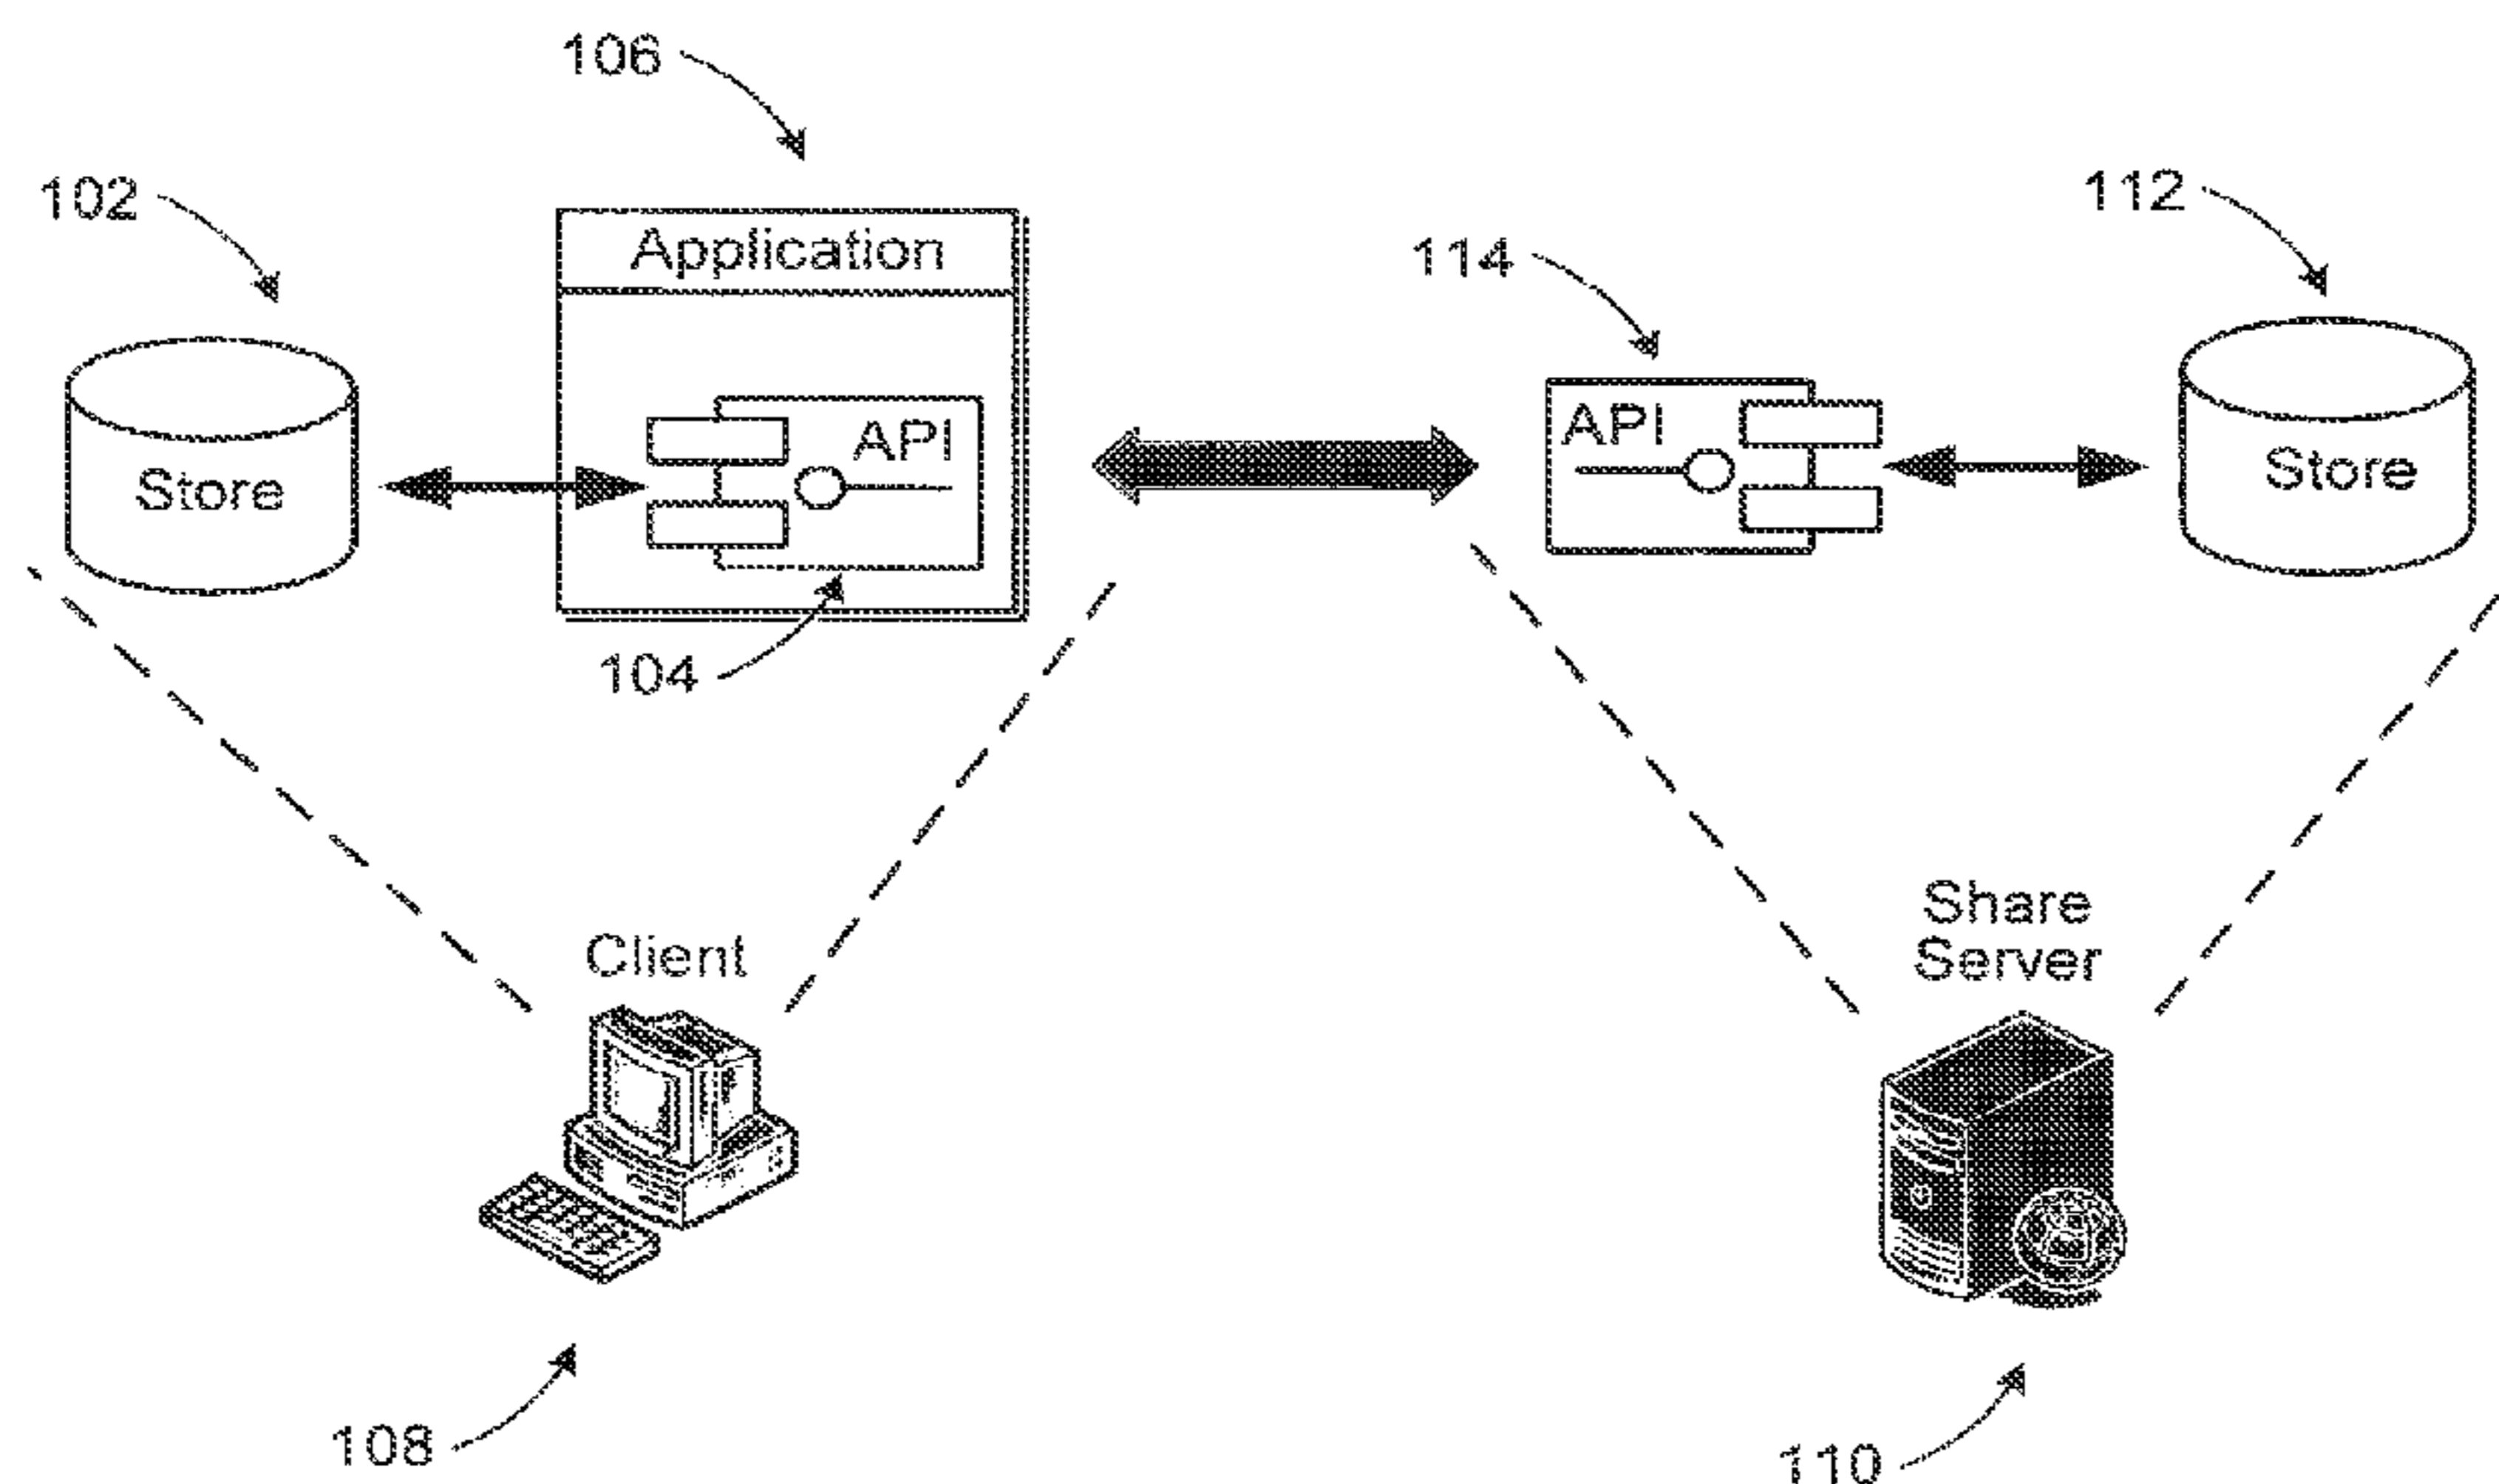 106
102
112
Application
114
API
API
Store
Store
104
Share
Server
Client
108
110